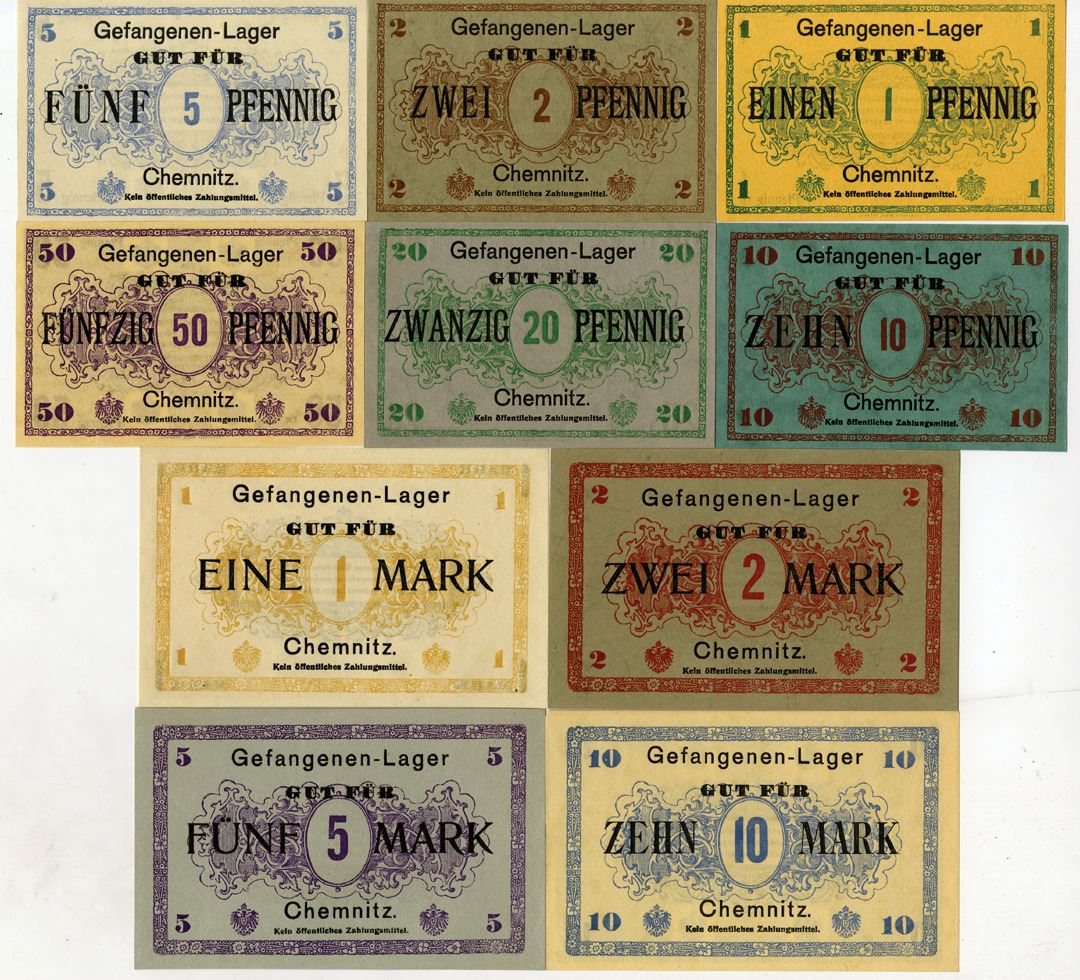 5 Gefangenen-Lager 5
GUT FÜR
FÜNF 5 PFENNIG
Chemnitz.
5 Kein öffentliches Zahlungsmittel. 5
2 Gefangenen-Lager 2
GUT FÜR
ZWEI 2 PFENNIG
Chemnitz.
2 Kein öffentliches Zahlungsmittel. 2
1 Gefangenen-Lager 1
GUT FÜR
EINEN 1 PFENNIG
Chemnitz.
1 Kein öffentliches Zahlungsmittel. 1
50 Gefangenen-Lager 50
GUT FÜR
FÜNFZIG 50 PFENNIG
Chemnitz.
50 Kein öffentliches Zahlungsmittel. 50
20 Gefangenen-Lager 20
GUT FÜR
ZWANZIG 20 PFENNIG
Chemnitz.
20 Kein öffentliches Zahlungsmittel. 20
10 Gefangenen-Lager 10
GUT FÜR
ZEHN 10 PFENNIG
Chemnitz.
10 Kein öffentliches Zahlungsmittel. 10
1 Gefangenen-Lager 1
GUT FÜR
EINE 1 MARK
Chemnitz.
1 Kein öffentliches Zahlungsmittel. 1
2 Gefangenen-Lager 2
GUT FÜR
ZWEI 2 MARK
Chemnitz.
2 Kein öffentliches Zahlungsmittel. 2
5 Gefangenen-Lager 5
GUT FÜR
FÜNF 5 MARK
Chemnitz.
5 Kein öffentliches Zahlungsmittel. 5
10 Gefangenen-Lager 10
GUT FÜR
ZEHN 10 MARK
Chemnitz.
10 Kein öffentliches Zahlungsmittel. 10